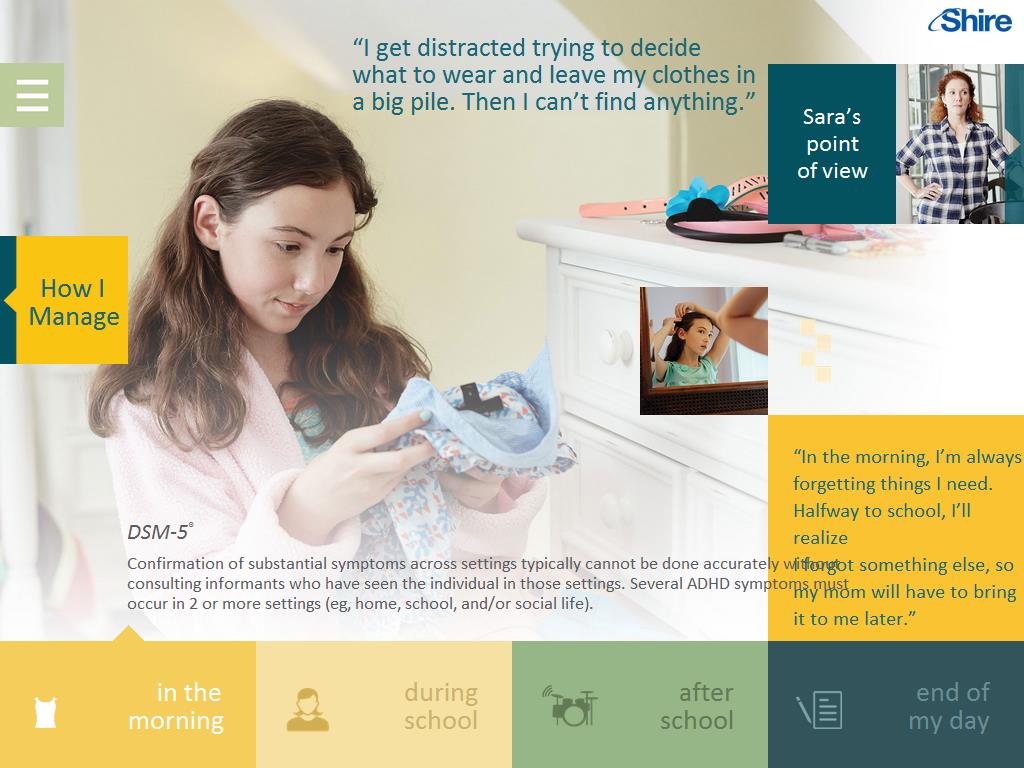 Shire
“I get distracted trying to decide
what to wear and leave my clothes in
a big pile. Then I can’t find anything.”
Sara’s
point
of view
How I
Manage
“In the morning, I’m always
forgetting things I need.
Halfway to school, I’ll
realize
I forgot something else, so
my mom will have to bring
it to me later.”
DSM-5®
Confirmation of substantial symptoms across settings typically cannot be done accurately without
consulting informants who have seen the individual in those settings. Several ADHD symptoms must
occur in 2 or more settings (eg, home, school, and/or social life).
in the
morning
during
school
after
school
end of
my day